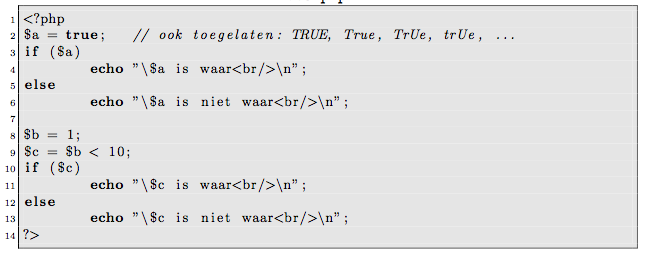 1 <?php
2 $a = true;   // ook toegelaten: TRUE, True, TrUe, trUe, ...
3 if ($a)
4         echo "\$a is waar<br/>\n";
5 else
6         echo "\$a is niet waar<br/>\n";
7
8 $b = 1;
9 $c = $b < 10;
10 if ($c)
11         echo "\$c is waar<br/>\n";
12 else
13         echo "\$c is niet waar<br/>\n";
14 ?>